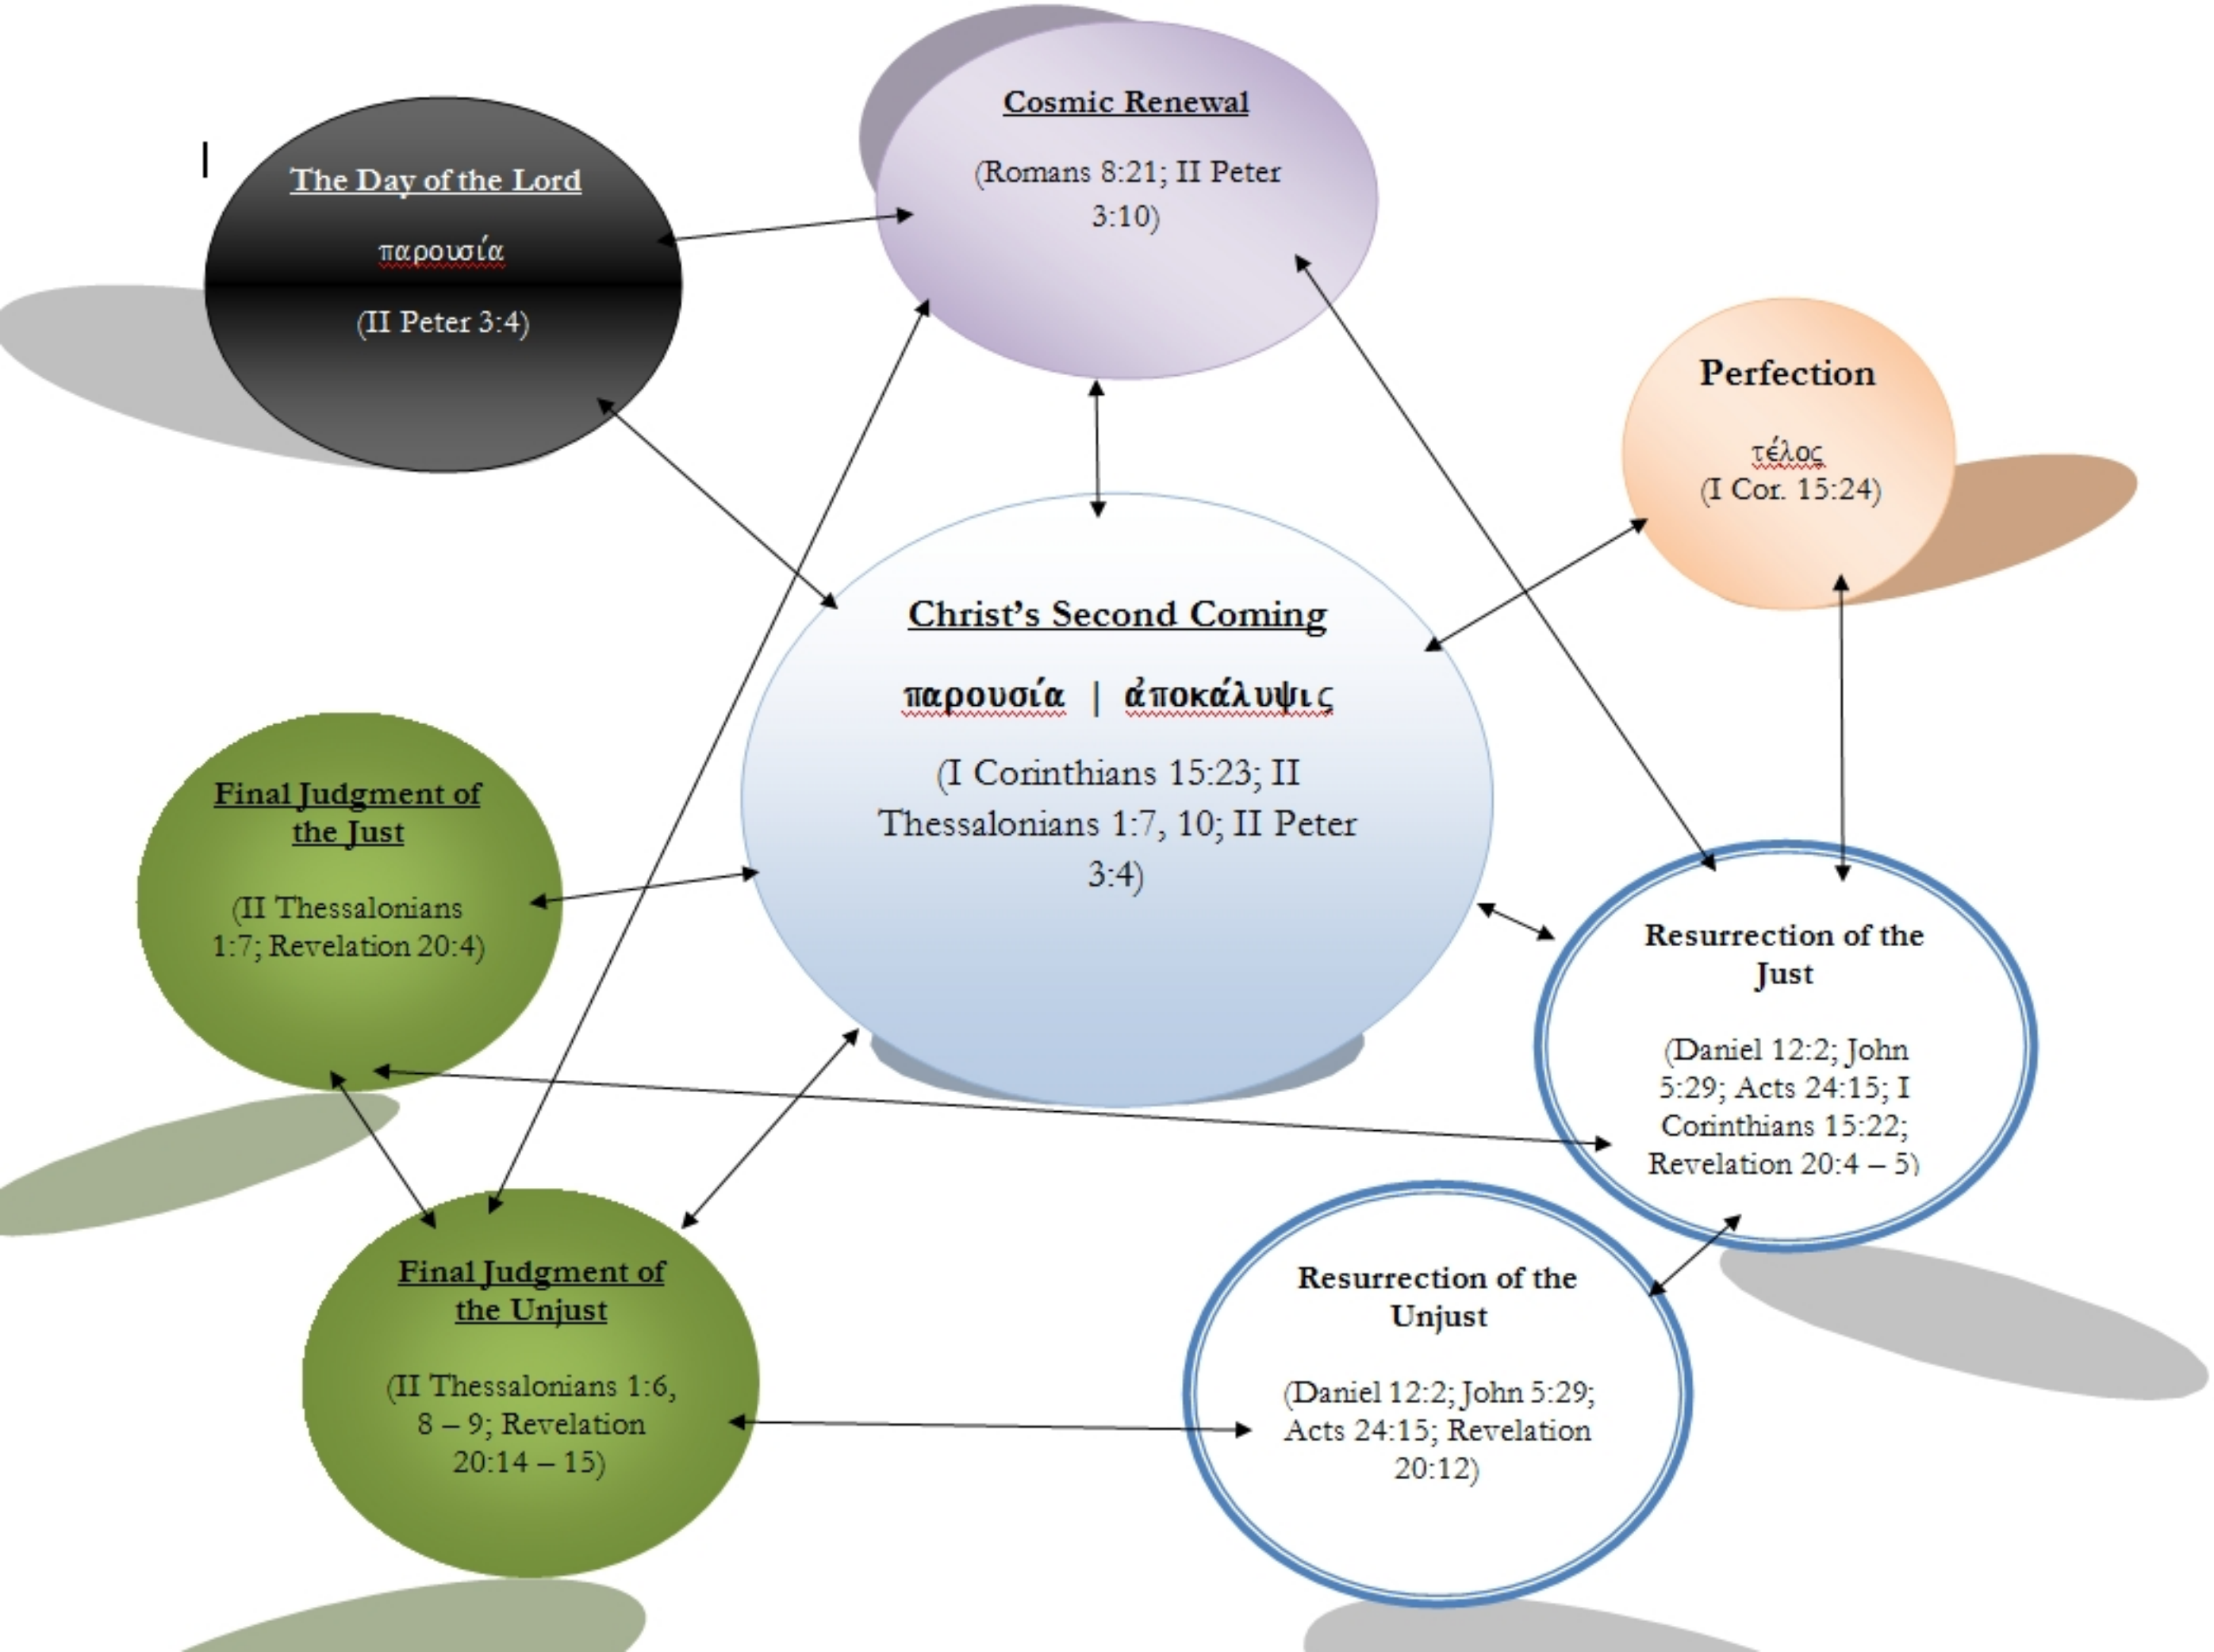 Cosmic Renewal
(Romans 8:21; II Peter
3:10)
The Day of the Lord
παρουσία
(II Peter 3:4)
Perfection
τέλος
(I Cor. 15:24)
Christ’s Second Coming
παρουσία | ἀποκάλυψις
(I Corinthians 15:23; II
Thessalonians 1:7, 10; II Peter
3:4)
Final Judgment of
the Just
(II Thessalonians
1:7; Revelation 20:4)
Resurrection of the
Just
(Daniel 12:2; John
5:29; Acts 24:15; I
Corinthians 15:22;
Revelation 20:4 – 5)
Final Judgment of
the Unjust
(II Thessalonians 1:6,
8 – 9; Revelation
20:14 – 15)
Resurrection of the
Unjust
(Daniel 12:2; John 5:29;
Acts 24:15; Revelation
20:12)